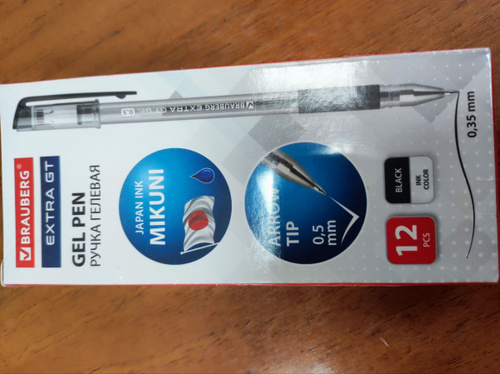 BRAUBERG
EXTRA GT
GEL PEN
РУЧКА ГЕЛЕВАЯ
JAPAN INK
MIKUNI
ARROW
TIP
0,5
mm
BLACK
INK
COLOR
12
PCS
0,35 mm
BRAUBERG EXTRA GT